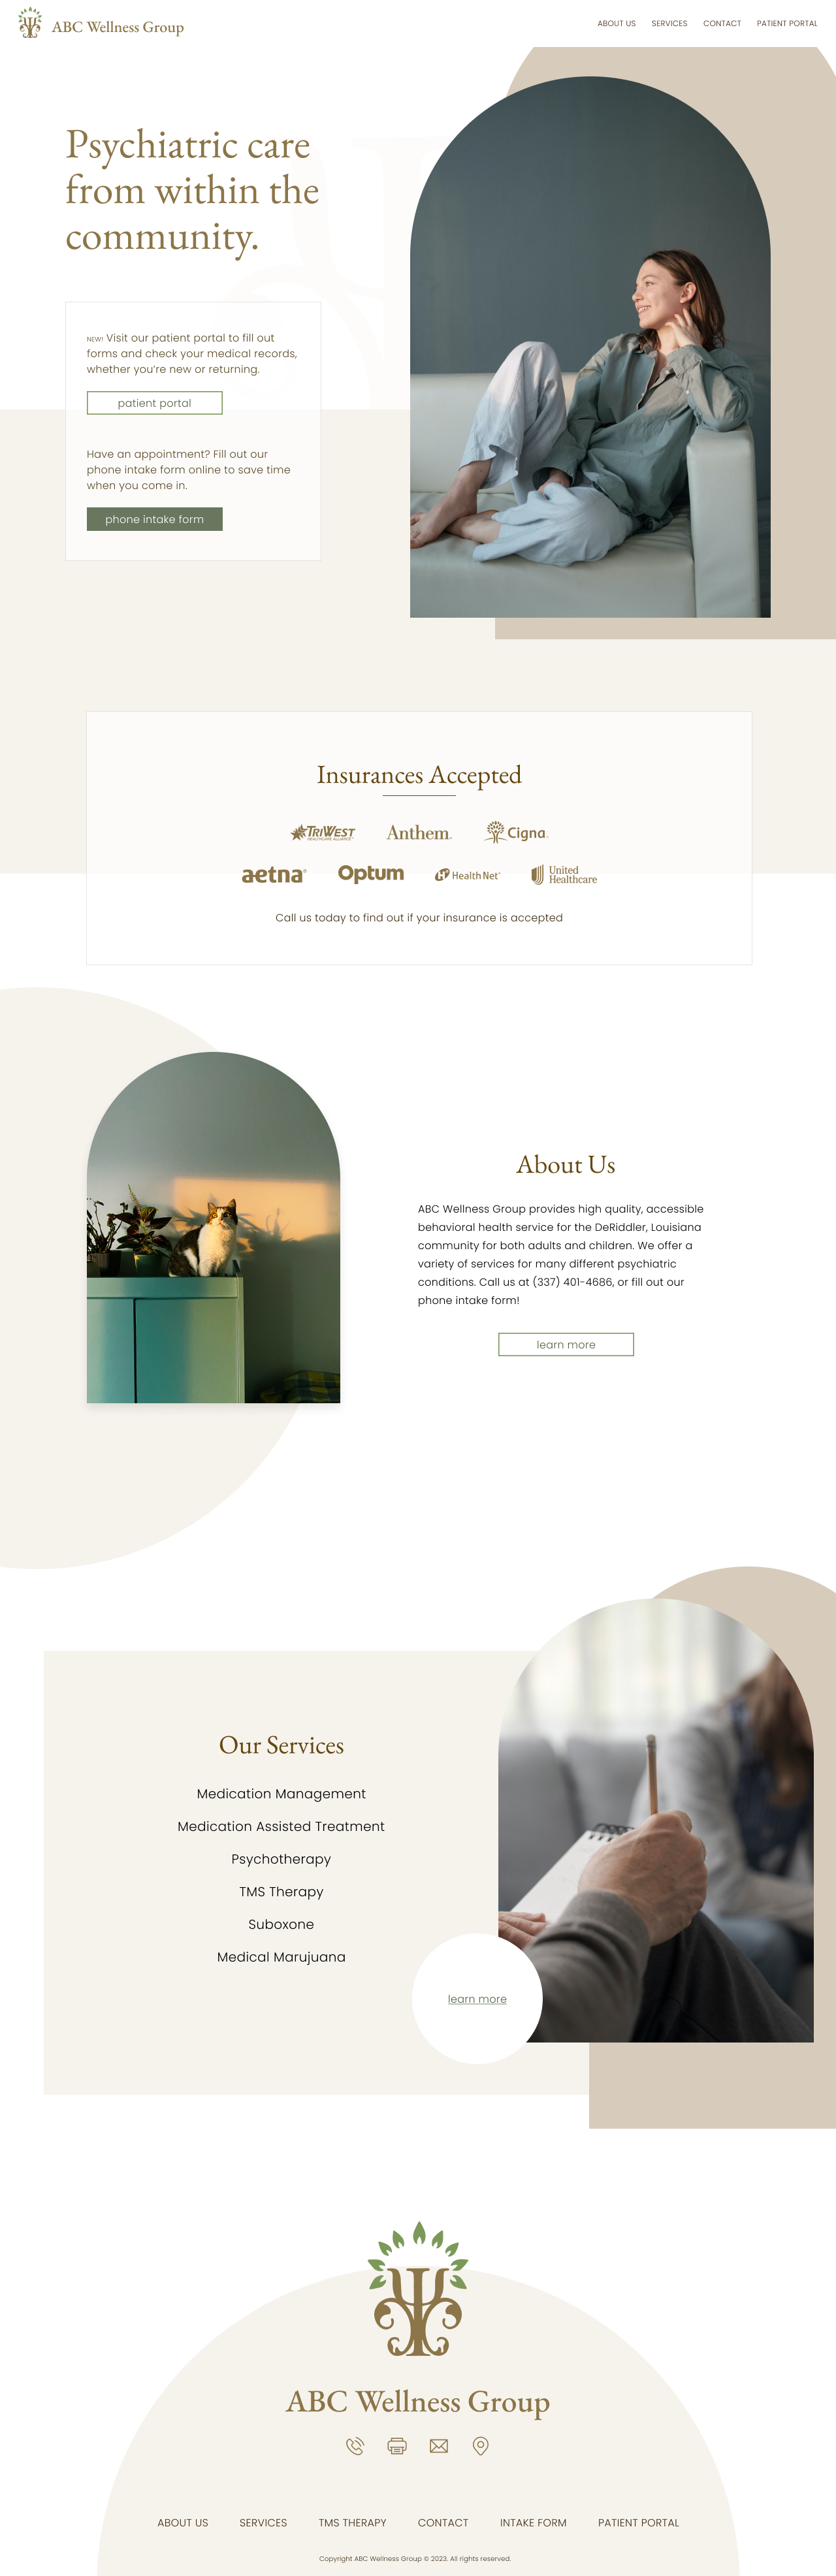 ABC Wellness Group
ABOUT US SERVICES CONTACT PATIENT PORTAL
Psychiatric care
from within the
community.
NEW! Visit our patient portal to fill out
forms and check your medical records,
whether you're new or returning.
patient portal
Have an appointment? Fill out our
phone intake form online to save time
when you come in.
phone intake form
Insurances Accepted
TRIWEST
HEALTHCARE ALLIANCE
Anthem
Cigna
aetna
Optum
Health Net
United
Healthcare
Call us today to find out if your insurance is accepted
About Us
ABC Wellness Group provides high quality, accessible
behavioral health service for the DeRiddler, Louisiana
community for both adults and children. We offer a
variety of services for many different psychiatric
conditions. Call us at (337) 401-4686, or fill out our
phone intake form!
learn more
Our Services
Medication Management
Medication Assisted Treatment
Psychotherapy
TMS Therapy
Suboxone
Medical Marujuana
learn more
ABC Wellness Group
ABOUT US SERVICES TMS THERAPY CONTACT INTAKE FORM PATIENT PORTAL
Copyright ABC Wellness Group © 2023. All rights reserved.